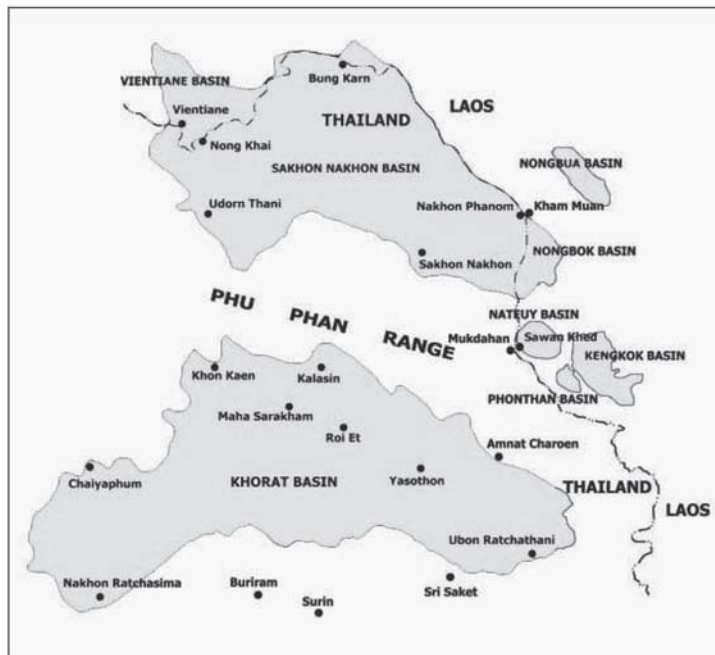 VIENTIANE BASIN
Bung Karn
Vientiane
THAILAND
LAOS
Nong Khai
SAKHON NAKHON BASIN
NONGBUA BASIN
Udorn Thani
Nakhon Phanom
Kham Muan
Sakhon Nakhon
NONGBOK BASIN
PHU PHAN RANGE
NATEUY BASIN
Mukdahan
Sawan Khed
KENGKOK BASIN
Khon Kaen
Kalasin
PHONTHAN BASIN
Maha Sarakham
Roi Et
Amnat Charoen
Chaiyaphum
KHORAT BASIN
Yasothon
THAILAND
LAOS
Ubon Ratchathani
Nakhon Ratchasima
Buriram
Sri Saket
Surin